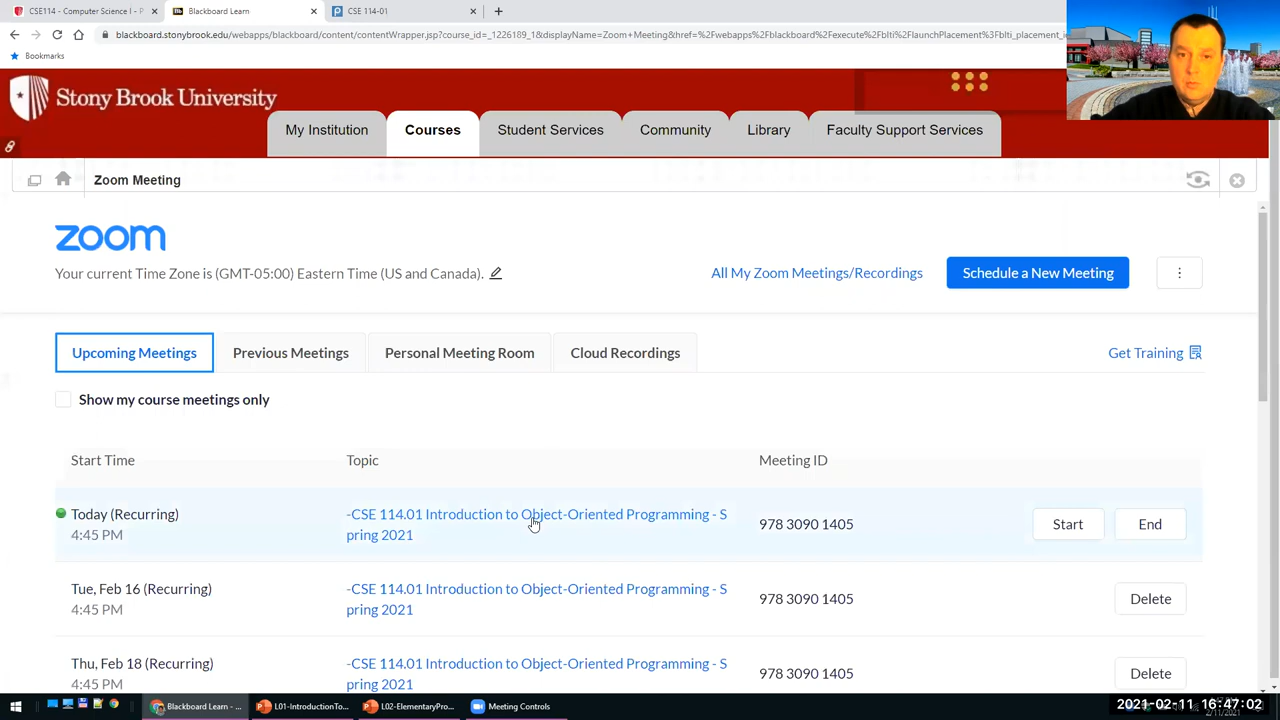 CSE114 - Computer Science I - P
Blackboard Learn
CSE 114-01
blackboard.stonybrook.edu/webapps/blackboard/content/contentWrapper.jsp?course_id=_1226189_1&displayName=Zoom+Meeting&href=%2Fwebapps%2Fblackboard%2Fexecute%2Fblti%2FlaunchPlacement%3Fblti_placement_i
Bookmarks
Stony Brook University
My Institution
Courses
Student Services
Community
Library
Faculty Support Services
Zoom Meeting
zoom
Your current Time Zone is (GMT-05:00) Eastern Time (US and Canada).
All My Zoom Meetings/Recordings
Schedule a New Meeting
Upcoming Meetings
Previous Meetings
Personal Meeting Room
Cloud Recordings
Get Training
Show my course meetings only
Start Time
Topic
Meeting ID
Today (Recurring)
4:45 PM
-CSE 114.01 Introduction to Object-Oriented Programming - S
pring 2021
978 3090 1405
Start
End
Tue, Feb 16 (Recurring)
4:45 PM
-CSE 114.01 Introduction to Object-Oriented Programming - S
pring 2021
978 3090 1405
Delete
Thu, Feb 18 (Recurring)
4:45 PM
-CSE 114.01 Introduction to Object-Oriented Programming - S
pring 2021
978 3090 1405
Delete
Blackboard Learn - ...
L01-IntroductionTo...
L02-ElementaryPro...
Meeting Controls
2021-02-11 16:47:02